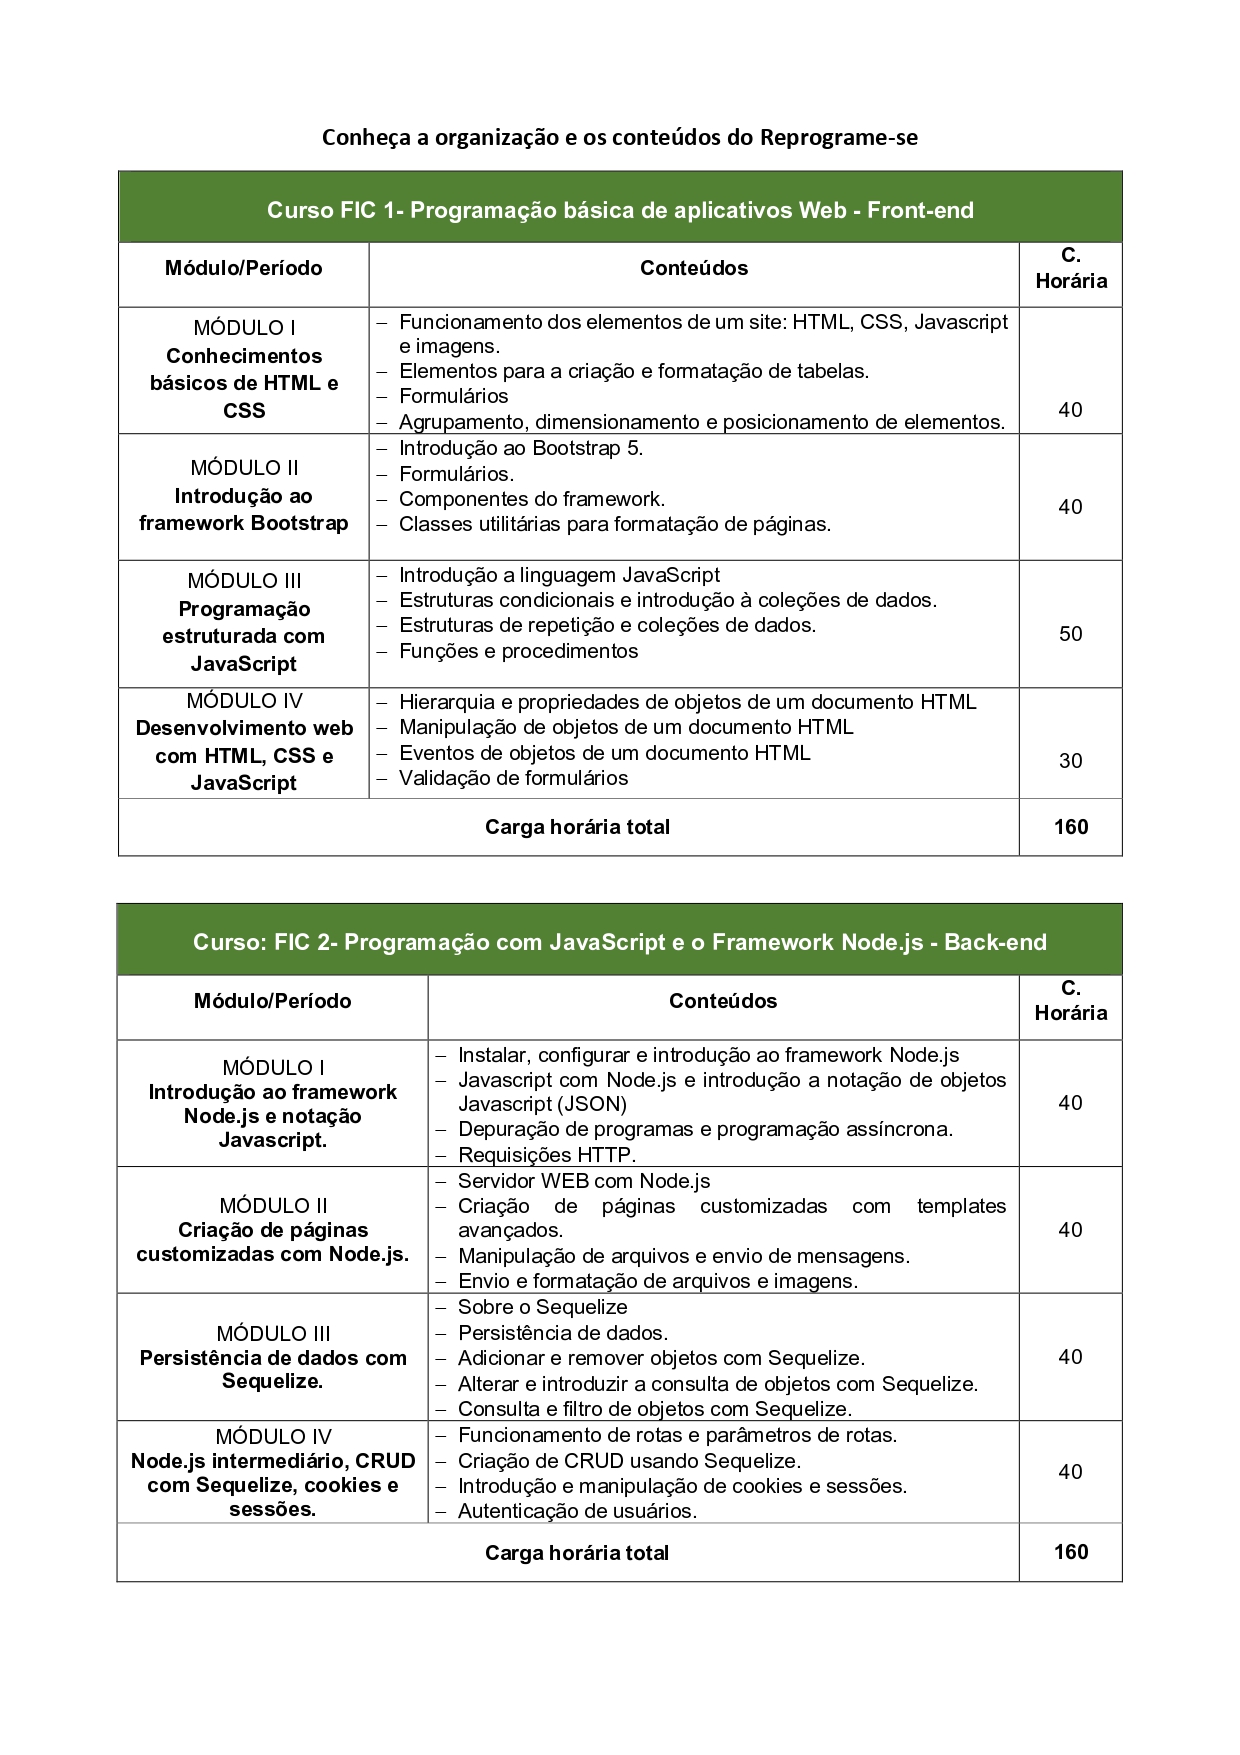 Conheça a organização e os conteúdos do Reprograme-se
Curso FIC 1- Programação básica de aplicativos Web - Front-end
Módulo/Período
Conteúdos
C.
Horária
MÓDULO I
Conhecimentos
básicos de HTML e
CSS
– Funcionamento dos elementos de um site: HTML, CSS, Javascript
e imagens.
– Elementos para a criação e formatação de tabelas.
– Formulários
– Agrupamento, dimensionamento e posicionamento de elementos.
40
MÓDULO II
Introdução ao
framework Bootstrap
– Introdução ao Bootstrap 5.
– Formulários.
– Componentes do framework.
– Classes utilitárias para formatação de páginas.
40
MÓDULO III
Programação
estruturada com
JavaScript
– Introdução a linguagem JavaScript
– Estruturas condicionais e introdução à coleções de dados.
– Estruturas de repetição e coleções de dados.
– Funções e procedimentos
50
MÓDULO IV
Desenvolvimento web
com HTML, CSS e
JavaScript
– Hierarquia e propriedades de objetos de um documento HTML
– Manipulação de objetos de um documento HTML
– Eventos de objetos de um documento HTML
– Validação de formulários
30
Carga horária total
160
Curso: FIC 2- Programação com JavaScript e o Framework Node.js - Back-end
Módulo/Período
Conteúdos
C.
Horária
MÓDULO I
Introdução ao framework
Node.js e notação
Javascript.
– Instalar, configurar e introdução ao framework Node.js
– Javascript com Node.js e introdução a notação de objetos
Javascript (JSON)
– Depuração de programas e programação assíncrona.
– Requisições HTTP.
40
MÓDULO II
Criação de páginas
customizadas com Node.js.
– Servidor WEB com Node.js
– Criação de páginas customizadas com templates
avançados.
– Manipulação de arquivos e envio de mensagens.
– Envio e formatação de arquivos e imagens.
40
MÓDULO III
Persistência de dados com
Sequelize.
– Sobre o Sequelize
– Persistência de dados.
– Adicionar e remover objetos com Sequelize.
– Alterar e introduzir a consulta de objetos com Sequelize.
– Consulta e filtro de objetos com Sequelize.
40
MÓDULO IV
Node.js intermediário, CRUD
com Sequelize, cookies e
sessões.
– Funcionamento de rotas e parâmetros de rotas.
– Criação de CRUD usando Sequelize.
– Introdução e manipulação de cookies e sessões.
– Autenticação de usuários.
40
Carga horária total
160